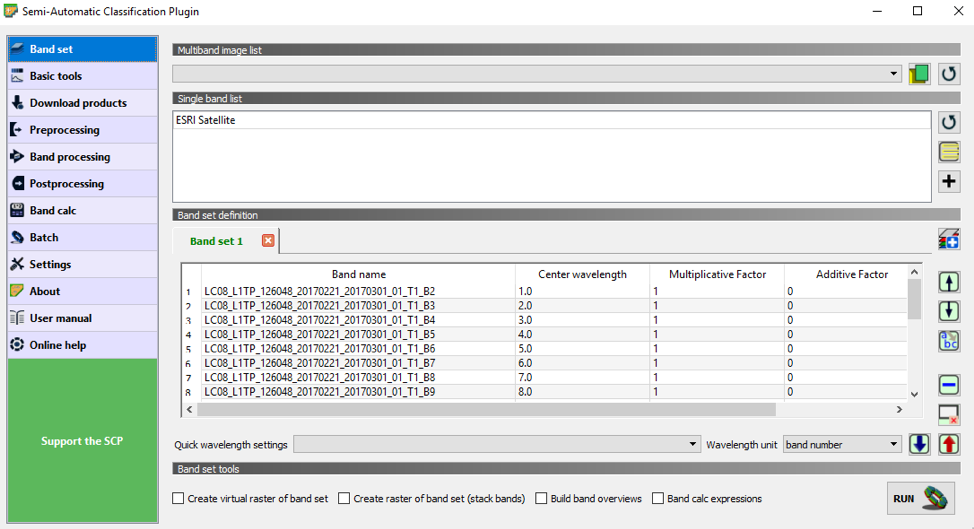 Semi-Automatic Classification Plugin
Band set
Basic tools
Download products
Preprocessing
Band processing
Postprocessing
Band calc
Batch
Settings
About
User manual
Online help
Support the SCP
Multiband image list
Single band list
ESRI Satellite
Band set definition
Band set 1
Band name Center wavelength Multiplicative Factor Additive Factor
1 LC08_L1TP_126048_20170221_20170301_01_T1_B2 1.0 1 0
2 LC08_L1TP_126048_20170221_20170301_01_T1_B3 2.0 1 0
3 LC08_L1TP_126048_20170221_20170301_01_T1_B4 3.0 1 0
4 LC08_L1TP_126048_20170221_20170301_01_T1_B5 4.0 1 0
5 LC08_L1TP_126048_20170221_20170301_01_T1_B6 5.0 1 0
6 LC08_L1TP_126048_20170221_20170301_01_T1_B7 6.0 1 0
7 LC08_L1TP_126048_20170221_20170301_01_T1_B8 7.0 1 0
8 LC08_L1TP_126048_20170221_20170301_01_T1_B9 8.0 1 0
Quick wavelength settings Wavelength unit band number
Band set tools
Create virtual raster of band set Create raster of band set (stack bands) Build band overviews Band calc expressions
RUN